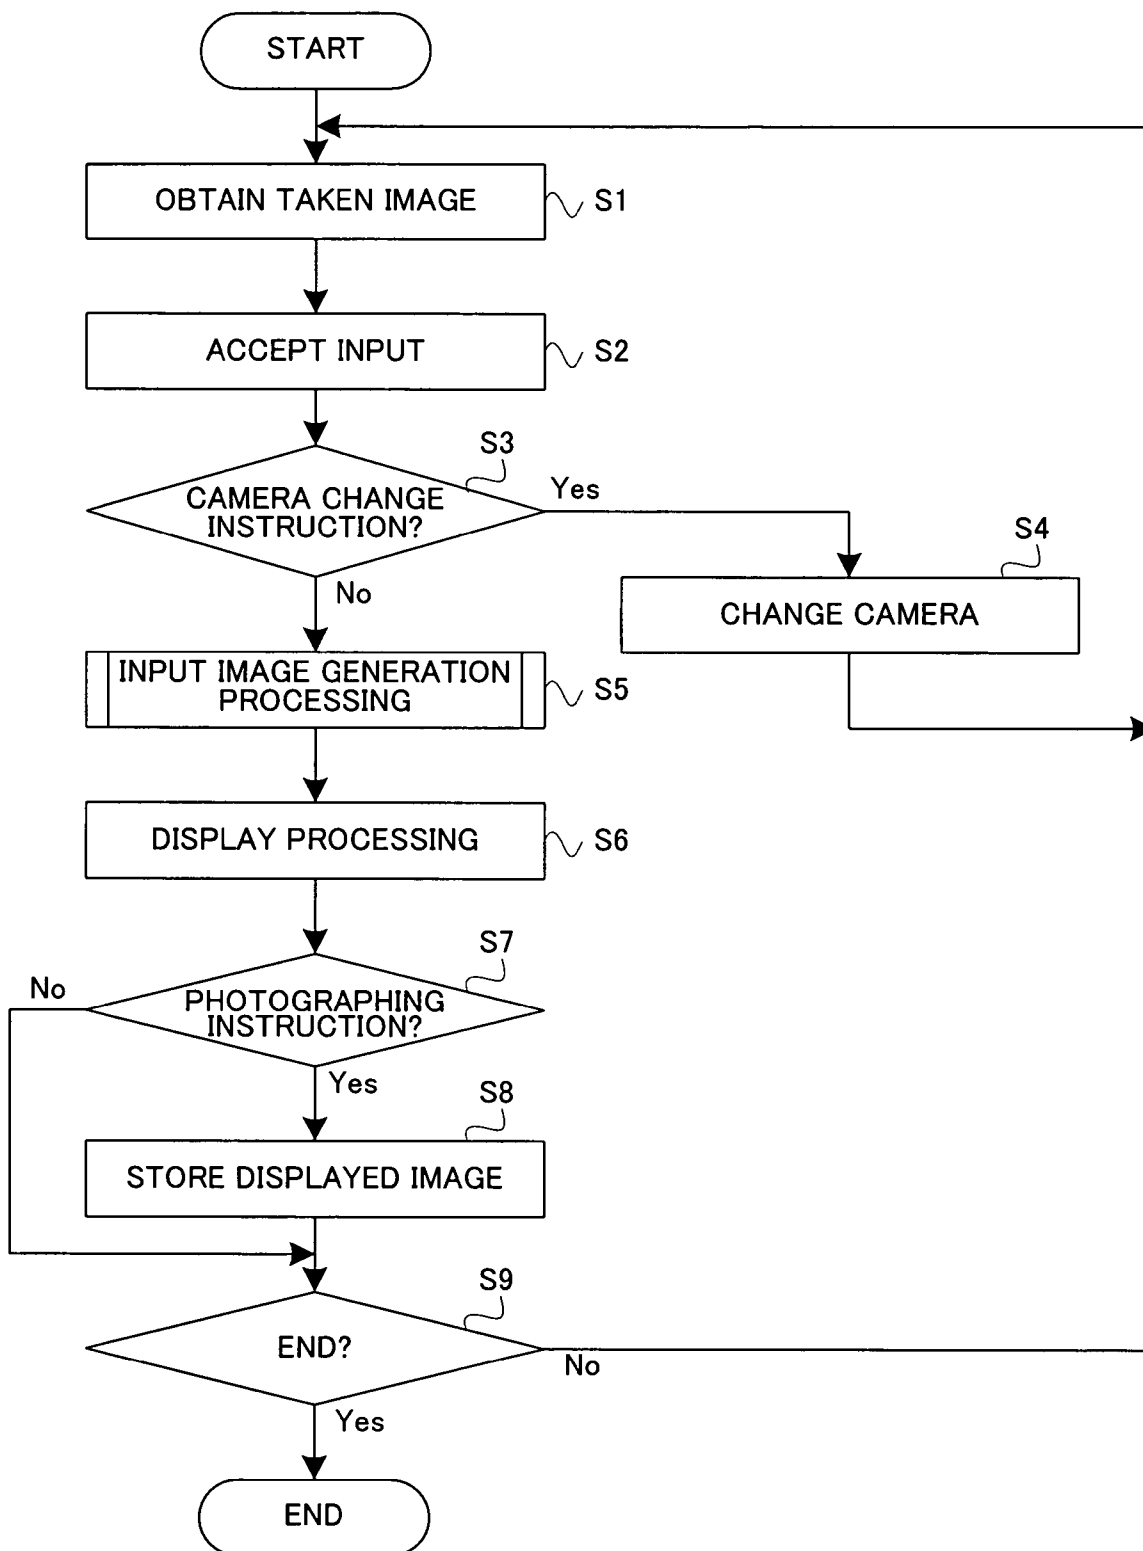 START
OBTAIN TAKEN IMAGE
S1
ACCEPT INPUT
S2
S3
CAMERA CHANGE
INSTRUCTION?
Yes
No
S4
CHANGE CAMERA
INPUT IMAGE GENERATION
PROCESSING
S5
DISPLAY PROCESSING
S6
S7
No
PHOTOGRAPHING
INSTRUCTION?
Yes
S8
STORE DISPLAYED IMAGE
S9
END?
No
Yes
END